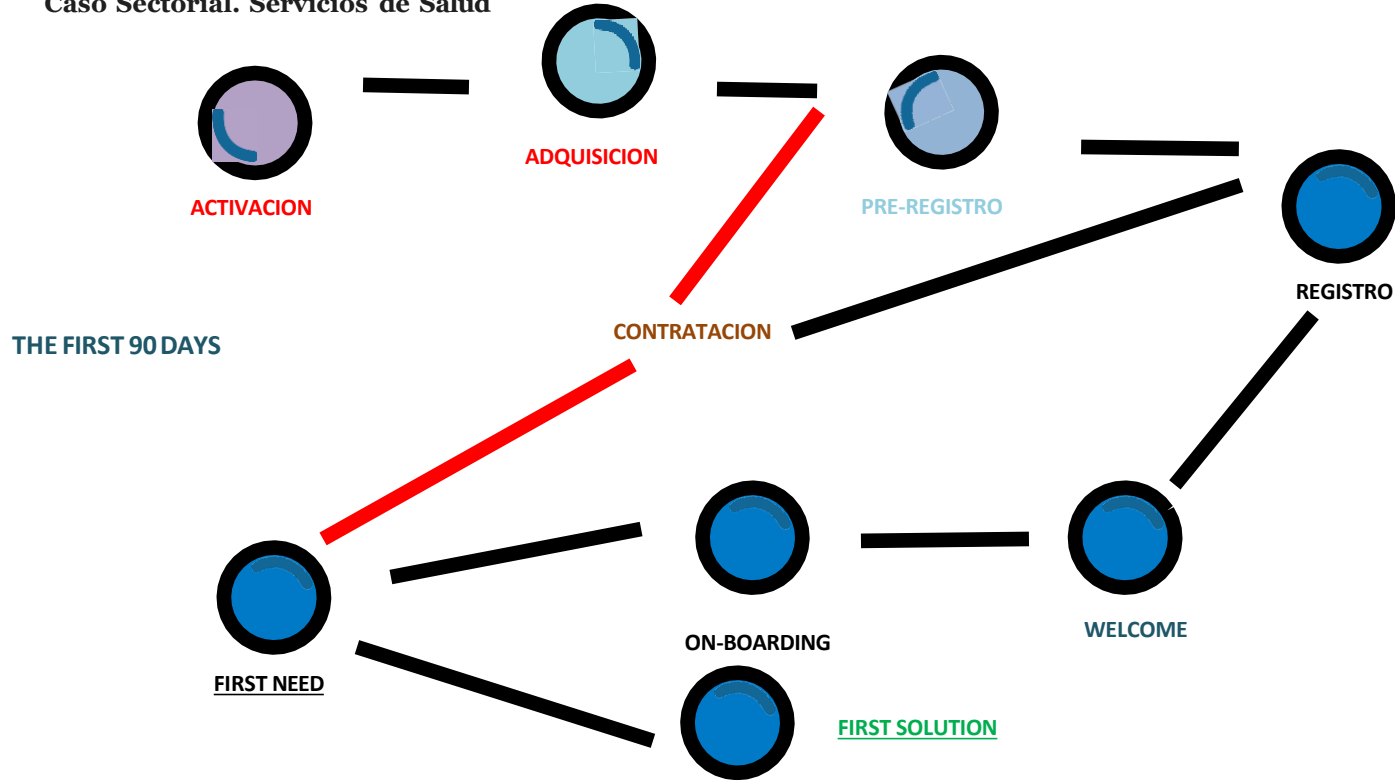 Caso Sectorial. Servicios de Salud
ADQUISICION
ACTIVACION
PRE-REGISTRO
REGISTRO
CONTRATACION
THE FIRST 90 DAYS
WELCOME
ON-BOARDING
FIRST NEED
FIRST SOLUTION